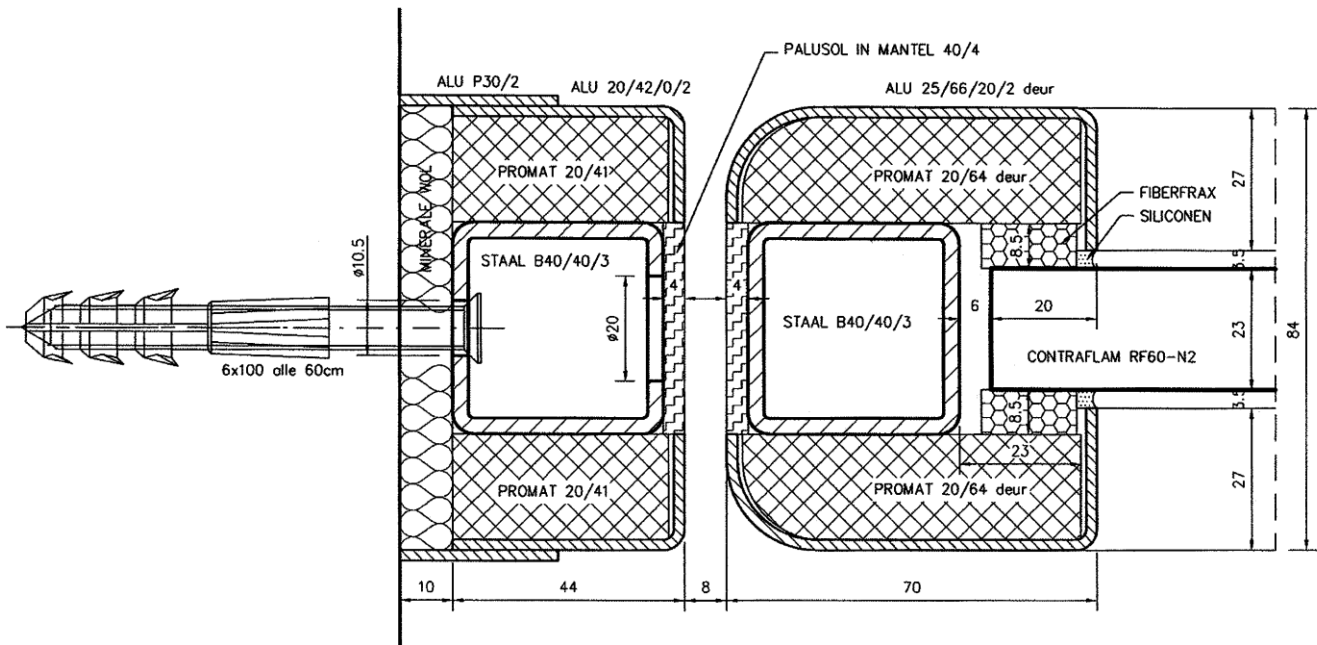 PALUSOL IN MANTEL 40/4
ALU P30/2
ALU 20/42/0/2
ALU 25/66/20/2 deur
PROMAT 20/41
PROMAT 20/64 deur
27
FIBERFRAX
SILICONEN
MINERALE WOL
8.5
3.5
STAAL B40/40/3
ø10.5
4
4
ø20
STAAL B40/40/3
6
20
23
84
CONTRAFLAM RF60-N2
6x100 alle 60cm
8.5
3.5
23
PROMAT 20/41
PROMAT 20/64 deur
27
10
44
8
70